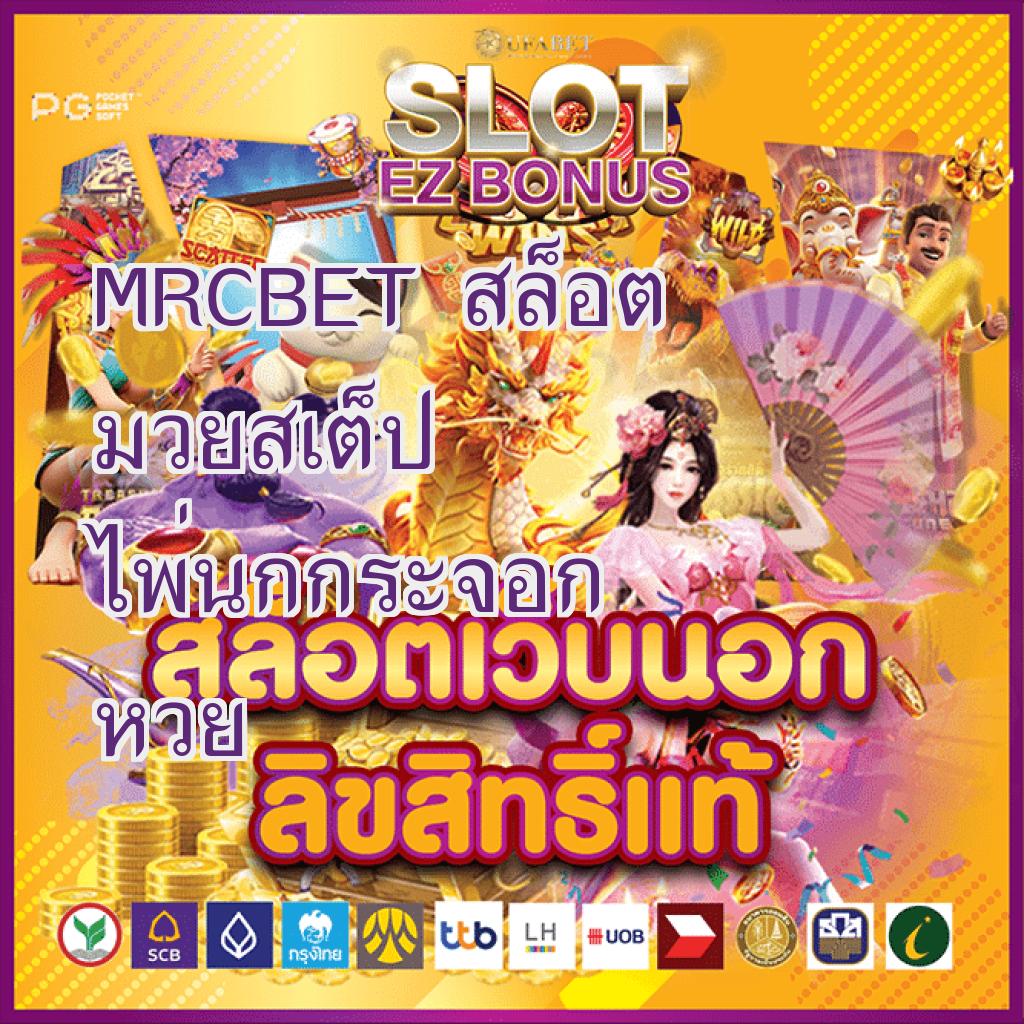 UFABET
PG POCKET GAMES SOFT
SLOT
EZ BONUS
WILD
SCATTER
MRCBET สล็อต
มวยสเต็ป
ไพ่นกกระจอก
สลอตเวบนอก
หวย
ลิขสิทธิ์แท้
SCB
กรุงไทย
ttb
LH
UOB